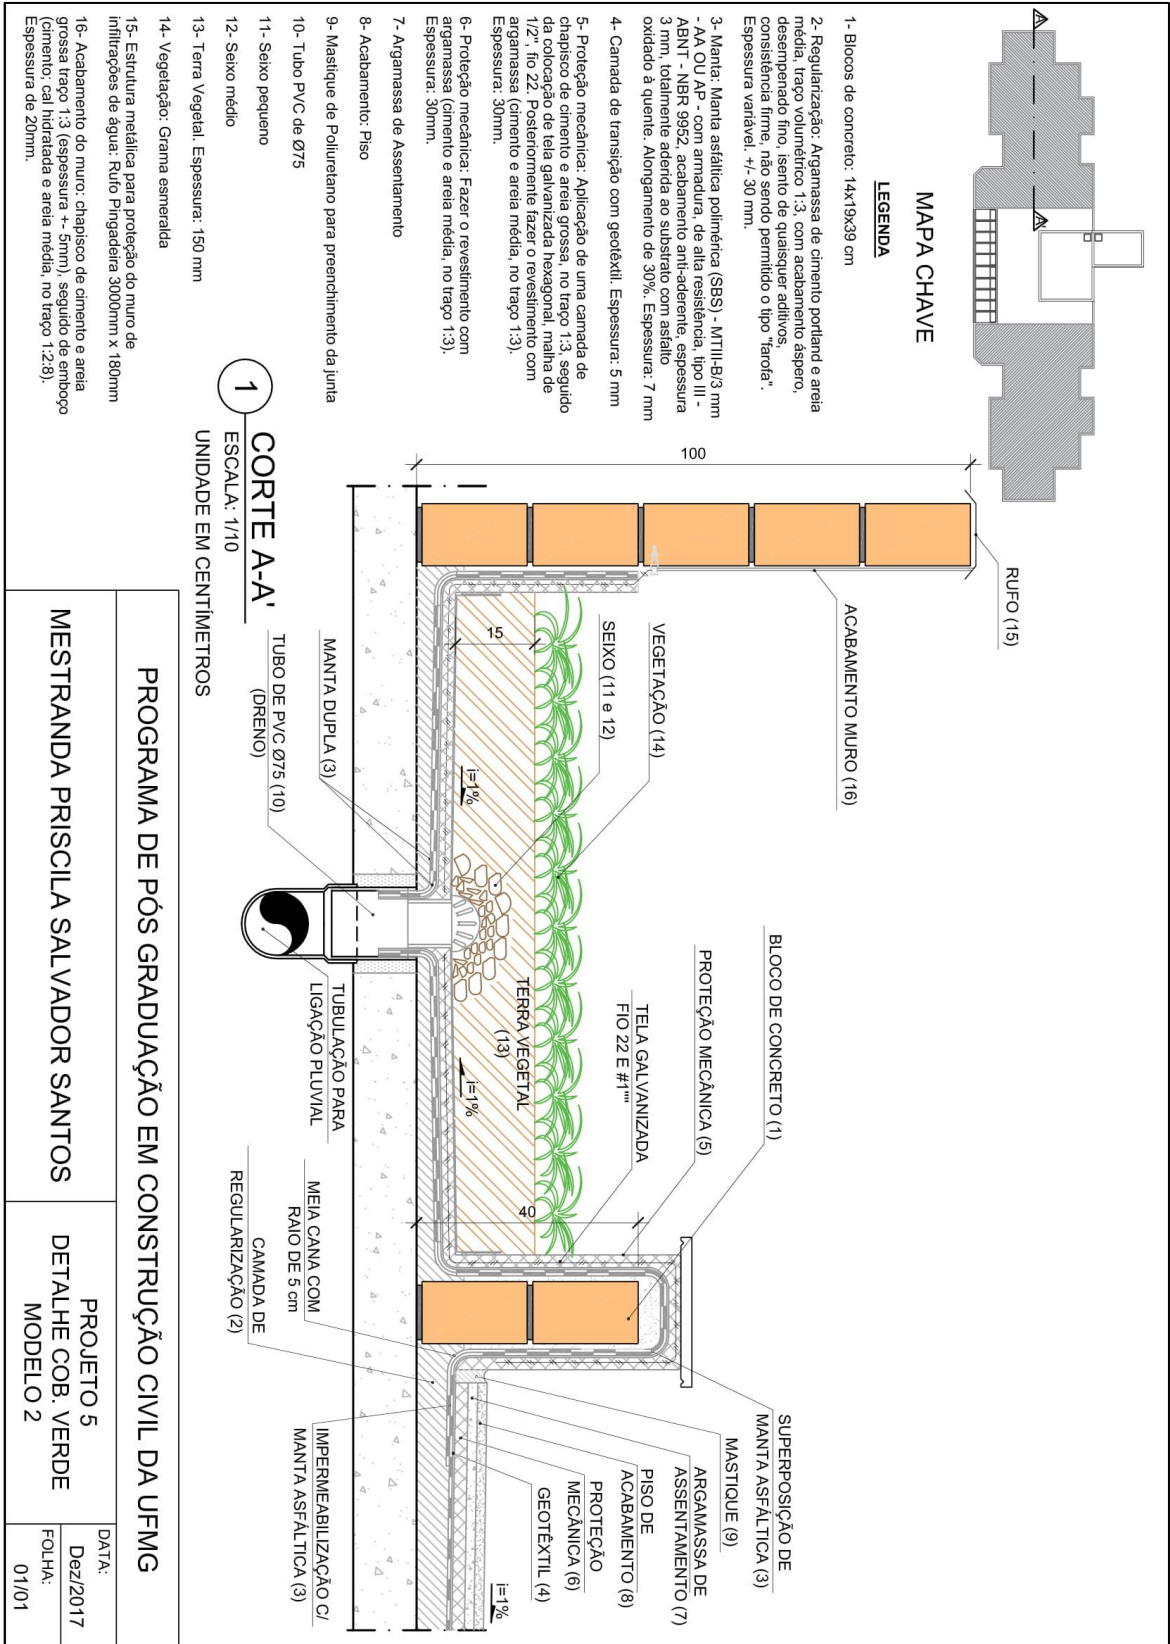 MAPA CHAVE
A
A'
LEGENDA
1- Blocos de concreto: 14x19x39 cm
2- Regularização: Argamassa de cimento portland e areia
média, traço volumétrico 1:3, com acabamento áspero,
desempenado fino, isento de quaisquer aditivos,
consistência firme, não sendo permitido o tipo "farofa".
Espessura variável. +/- 30 mm.
3- Manta: Manta asfáltica polimérica (SBS) - MTIII-B/3 mm
- AA OU AP - com armadura, de alta resistência, tipo III -
ABNT - NBR 9952, acabamento anti-aderente, espessura
3 mm, totalmente aderida ao substrato com asfalto
oxidado à quente. Alongamento de 30%. Espessura: 7 mm
4- Camada de transição com geotêxtil. Espessura: 5 mm
5- Proteção mecânica: Aplicação de uma camada de
chapisco de cimento e areia grossa, no traço 1:3, seguido
da colocação de tela galvanizada hexagonal, malha de
1/2", fio 22. Posteriormente fazer o revestimento com
argamassa (cimento e areia média, no traço 1:3).
Espessura: 30mm.
6- Proteção mecânica: Fazer o revestimento com
argamassa (cimento e areia média, no traço 1:3).
Espessura: 30mm.
7- Argamassa de Assentamento
8- Acabamento: Piso
9- Mastique de Poliuretano para preenchimento da junta
10- Tubo PVC de Ø75
11- Seixo pequeno
12- Seixo médio
13- Terra Vegetal. Espessura: 150 mm
14- Vegetação: Grama esmeralda
15- Estrutura metálica para proteção do muro de
infiltrações de água: Rufo Pingadeira 3000mm x 180mm
16- Acabamento do muro: chapisco de cimento e areia
grossa traço 1:3 (espessura +- 5mm), seguido de emboço
(cimento; cal hidratada e areia média, no traço 1:2:8).
Espessura de 20mm.
RUFO (15)
ACABAMENTO MURO (16)
100
VEGETAÇÃO (14)
SEIXO (11 e 12)
15
BLOCO DE CONCRETO (1)
PROTEÇÃO MECÂNICA (5)
TELA GALVANIZADA
FIO 22 E #1""
TERRA VEGETAL
(13)
i=1%
i=1%
40
SUPERPOSIÇÃO DE
MANTA ASFÁLTICA (3)
MASTIQUE (9)
ARGAMASSA DE
ASSENTAMENTO (7)
PISO DE
ACABAMENTO (8)
PROTEÇÃO
MECÂNICA (6)
GEOTÊXTIL (4)
i=1%
MANTA DUPLA (3)
TUBO DE PVC Ø75 (10)
(DRENO)
TUBULAÇÃO PARA
LIGAÇÃO PLUVIAL
MEIA CANA COM
RAIO DE 5 cm
CAMADA DE
REGULARIZAÇÃO (2)
IMPERMEABILIZAÇÃO C/
MANTA ASFÁLTICA (3)
1
CORTE A-A'
ESCALA: 1/10
UNIDADE EM CENTÍMETROS
PROGRAMA DE PÓS GRADUAÇÃO EM CONSTRUÇÃO CIVIL DA UFMG
MESTRANDA PRISCILA SALVADOR SANTOS
PROJETO 5
DETALHE COB. VERDE
MODELO 2
DATA:
Dez/2017
FOLHA:
01/01